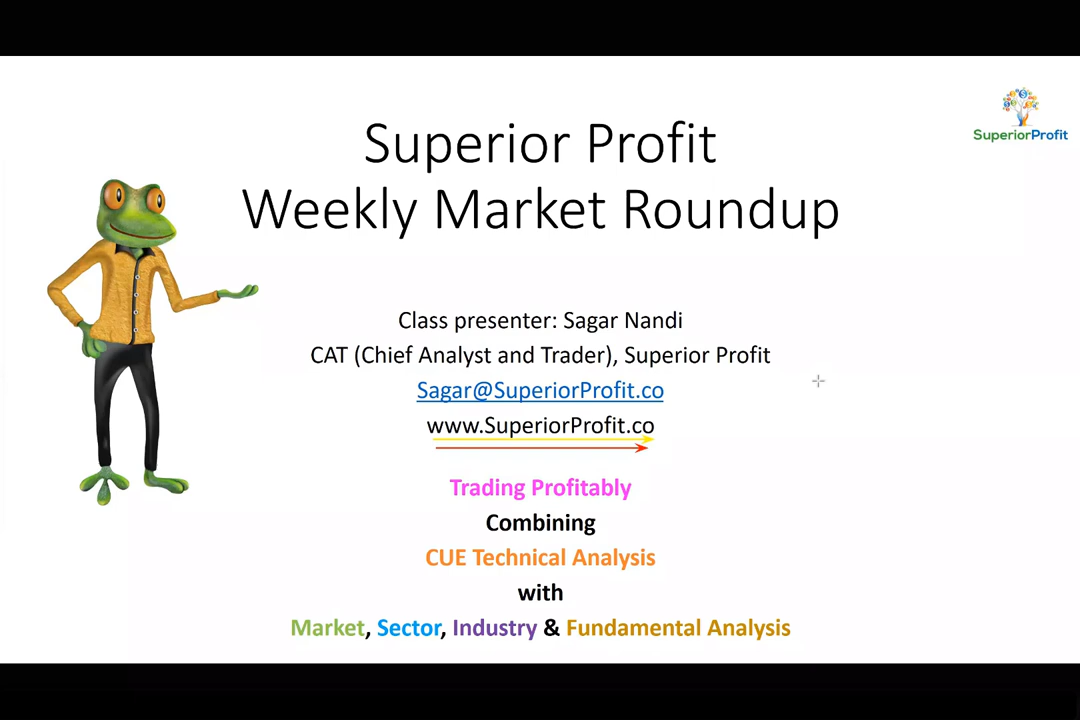 SuperiorProfit
Superior Profit
Weekly Market Roundup
Class presenter: Sagar Nandi
CAT (Chief Analyst and Trader), Superior Profit
Sagar@SuperiorProfit.co
www.SuperiorProfit.co
Trading Profitably
Combining
CUE Technical Analysis
with
Market, Sector, Industry & Fundamental Analysis